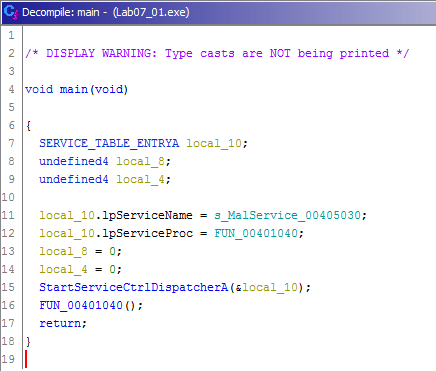 Decompile: main - (Lab07_01.exe)
1
2 /* DISPLAY WARNING: Type casts are NOT being printed */
3
4 void main(void)
5
6 {
7 SERVICE_TABLE_ENTRYA local_10;
8 undefined4 local_8;
9 undefined4 local_4;
10
11 local_10.lpServiceName = s_MalService_00405030;
12 local_10.lpServiceProc = FUN_00401040;
13 local_8 = 0;
14 local_4 = 0;
15 StartServiceCtrlDispatcherA(&local_10);
16 FUN_00401040();
17 return;
18 }
19